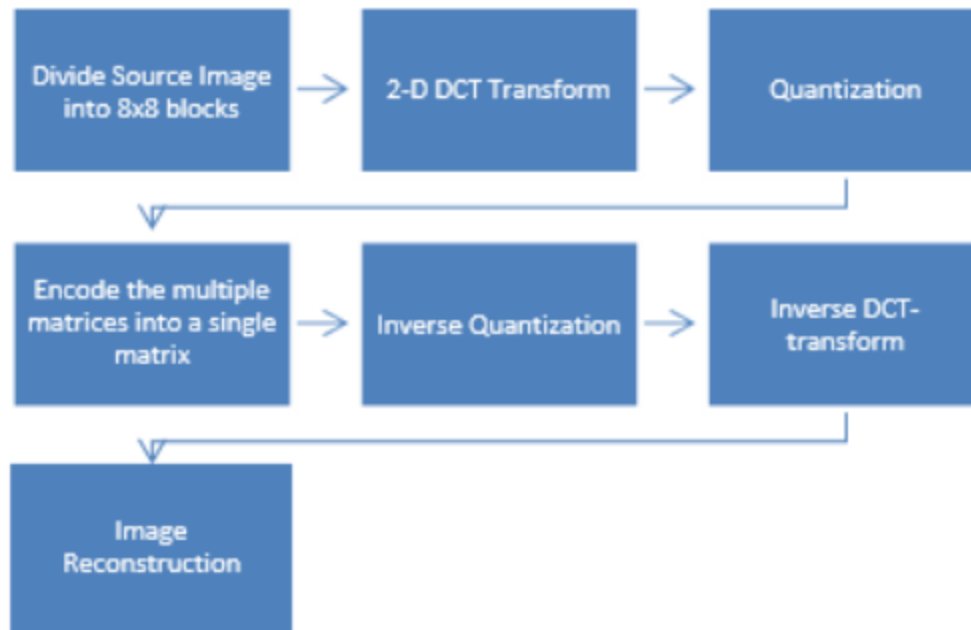 Divide Source Image
into 8x8 blocks
2-D DCT Transform
Quantization
Encode the multiple
matrices into a single
matrix
Inverse Quantization
Inverse DCT-
transform
Image
Reconstruction